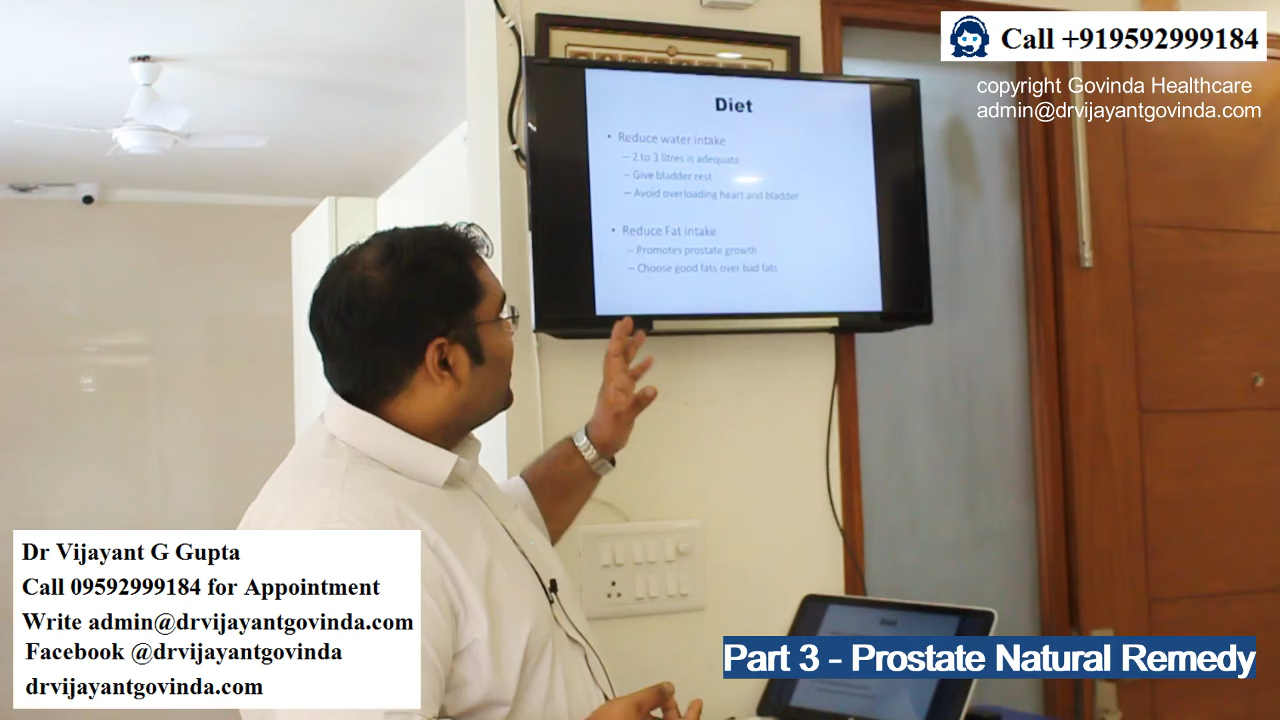 Call +919592999184
copyright Govinda Healthcare
admin@drvijayantgovinda.com
Diet
• Reduce water intake
– 2 to 3 litres is adequate
– Give bladder rest
– Avoid overloading heart and bladder
• Reduce Fat intake
– Promotes prostate growth
– Choose good fats over bad fats
Dr Vijayant G Gupta
Call 09592999184 for Appointment
Write admin@drvijayantgovinda.com
Facebook @drvijayantgovinda
drvijayantgovinda.com
Diet
Part 3 - Prostate Natural Remedy